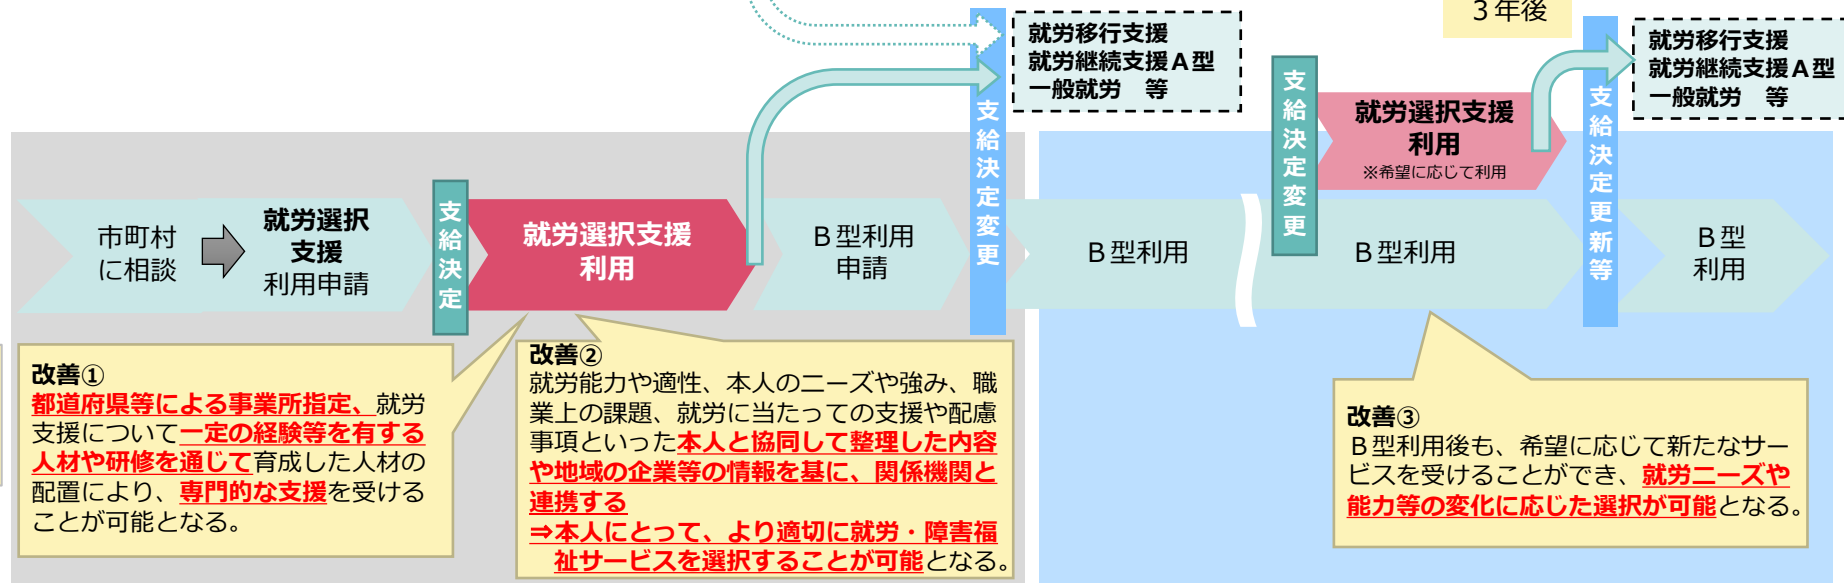 ３年後
就労移行支援
就労継続支援Ａ型
一般就労　等
就労移行支援
就労継続支援Ａ型
一般就労　等
市町村
に相談
就労選択
支援
利用申請
支給決定
就労選択支援
利用
Ｂ型利用
申請
支給決定変更
Ｂ型利用
支給決定変更
就労選択支援
利用
※希望に応じて利用
Ｂ型利用
支給決定更新等
Ｂ型
利用
改善①
都道府県等による事業所指定、就労
支援について一定の経験等を有する
人材や研修を通じて育成した人材の
配置により、専門的な支援を受ける
ことが可能となる。
改善②
就労能力や適性、本人のニーズや強み、職
業上の課題、就労に当たっての支援や配慮
事項といった本人と協同して整理した内容
や地域の企業等の情報を基に、関係機関と
連携する
⇒本人にとって、より適切に就労・障害福
祉サービスを選択することが可能となる。
改善③
Ｂ型利用後も、希望に応じて新たなサー
ビスを受けることができ、就労ニーズや
能力等の変化に応じた選択が可能となる。